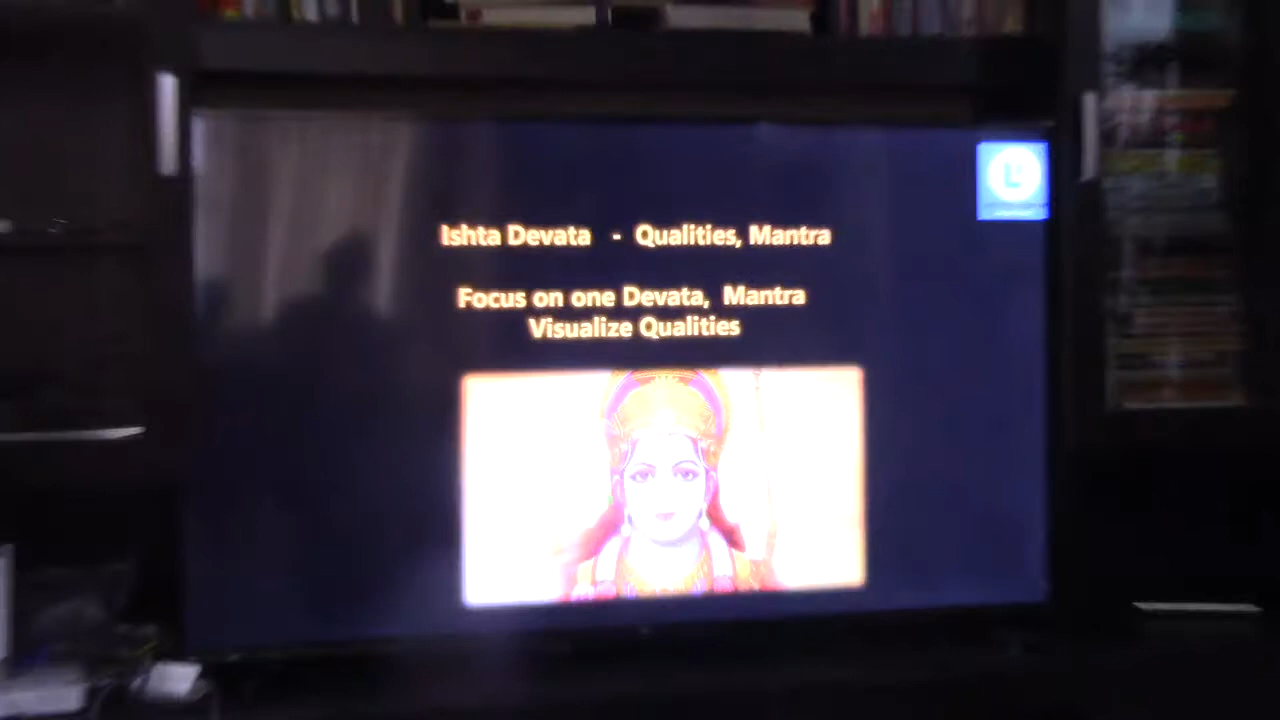 Ishta Devata - Qualities, Mantra
Focus on one Devata, Mantra
Visualize Qualities